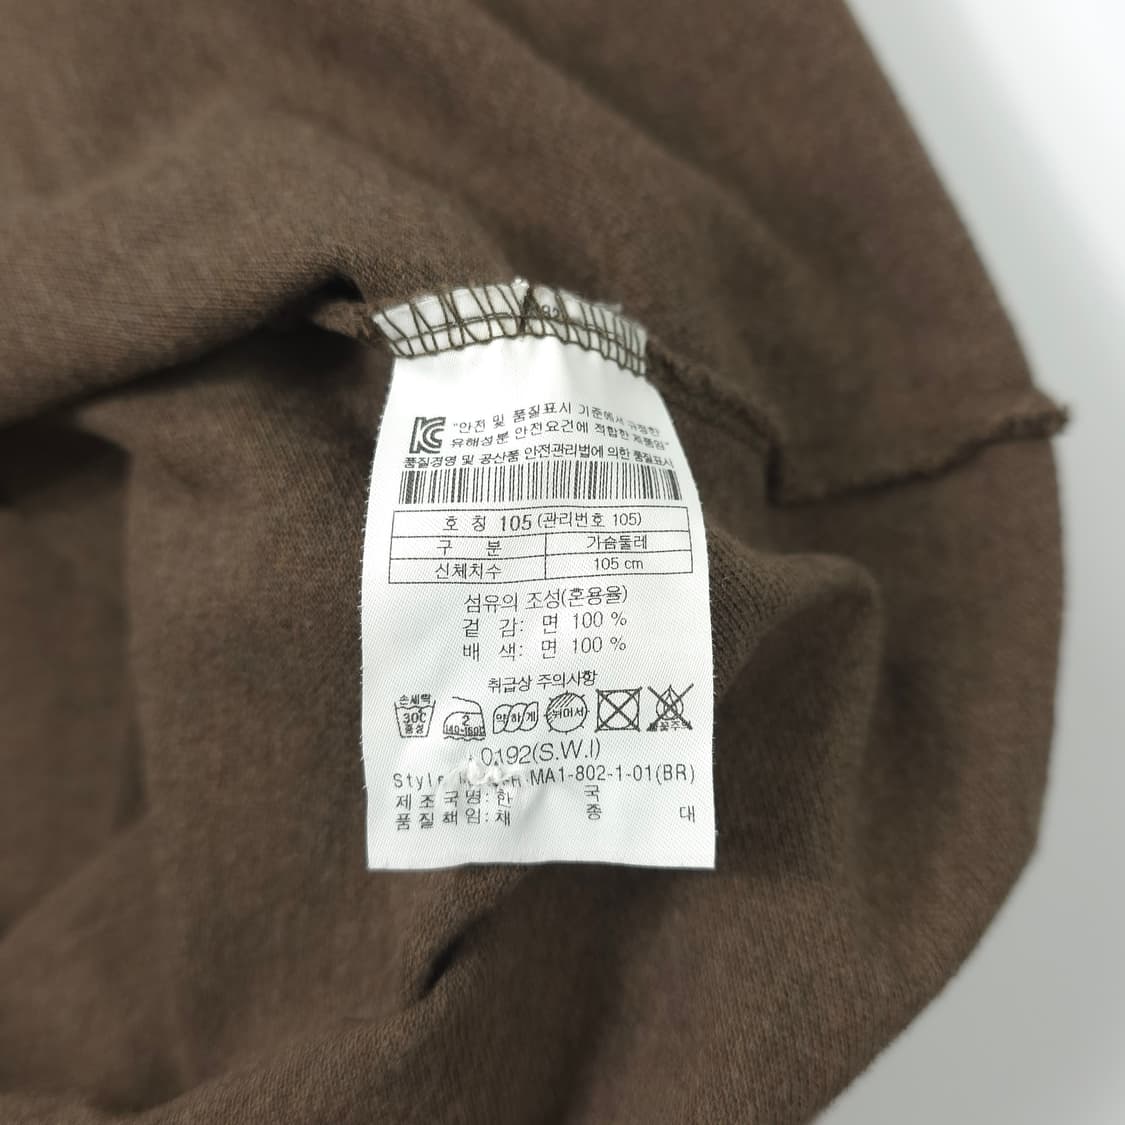 "안전 및 품질표시 기준에서 규정한
유해성분 안전요건에 적합한 제품임"
품질경영 및 공산품 안전관리법에 의한 품질표시
호 칭 105 (관리번호 105)
구 분 가슴둘레
신체치수 105 cm
섬유의 조성(혼용율)
겉 감: 면 100 %
배 색: 면 100 %
취급상 주의사항
손세탁
30℃
중성
2
140~160℃
약하게
뉘어서
0192(S.W.I)
Style MA1-802-1-01(BR)
제 조 국 명: 한 국
품 질 책 임: 채 종 대